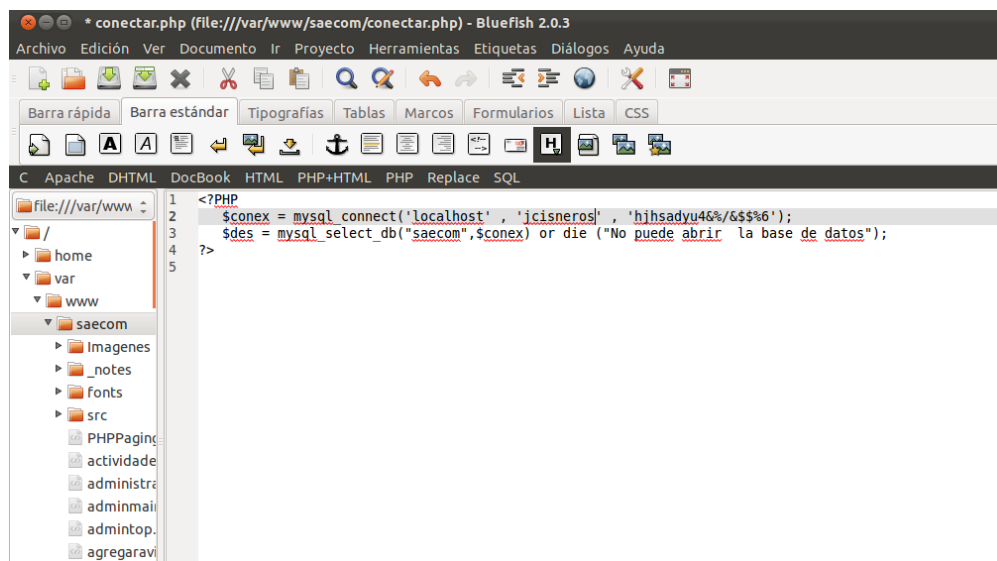 * conectar.php (file:///var/www/saecom/conectar.php) - Bluefish 2.0.3
Archivo Edición Ver Documento Ir Proyecto Herramientas Etiquetas Diálogos Ayuda
Barra rápida Barra estándar Tipografías Tablas Marcos Formularios Lista CSS
C Apache DHTML DocBook HTML PHP+HTML PHP Replace SQL
file:///var/www
/
home
var
www
saecom
Imagenes
_notes
fonts
src
PHPPaging
actividade
administra
adminmai
admintop.
agregaravi
1 <?PHP
2 $conex = mysql_connect('localhost' , 'jcisneros' , 'hjhsadyu4&%/&$$%6');
3 $des = mysql_select_db("saecom",$conex) or die ("No puede abrir  la base de datos");
4 ?>
5